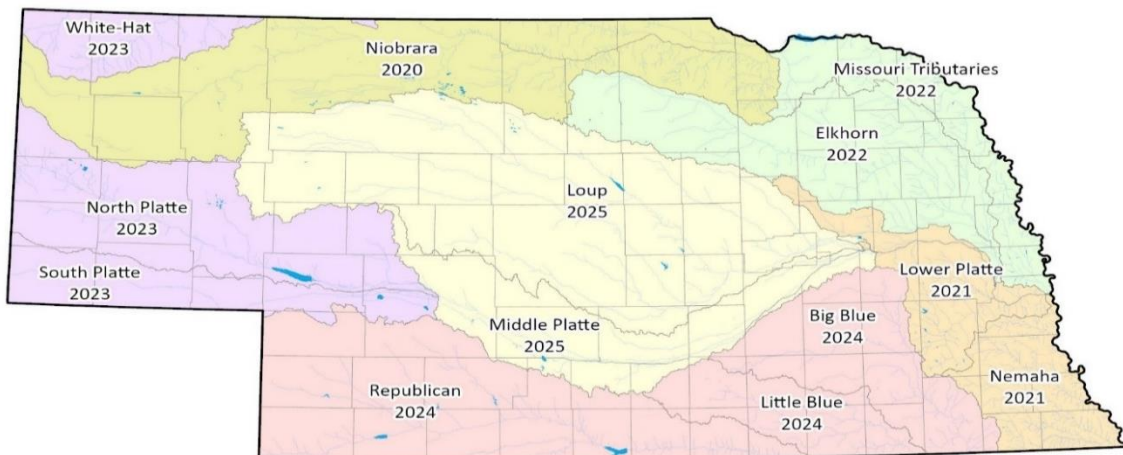 White-Hat
2023
Niobrara
2020
Missouri Tributaries
2022
Elkhorn
2022
Loup
2025
North Platte
2023
South Platte
2023
Lower Platte
2021
Big Blue
2024
Middle Platte
2025
Nemaha
2021
Republican
2024
Little Blue
2024